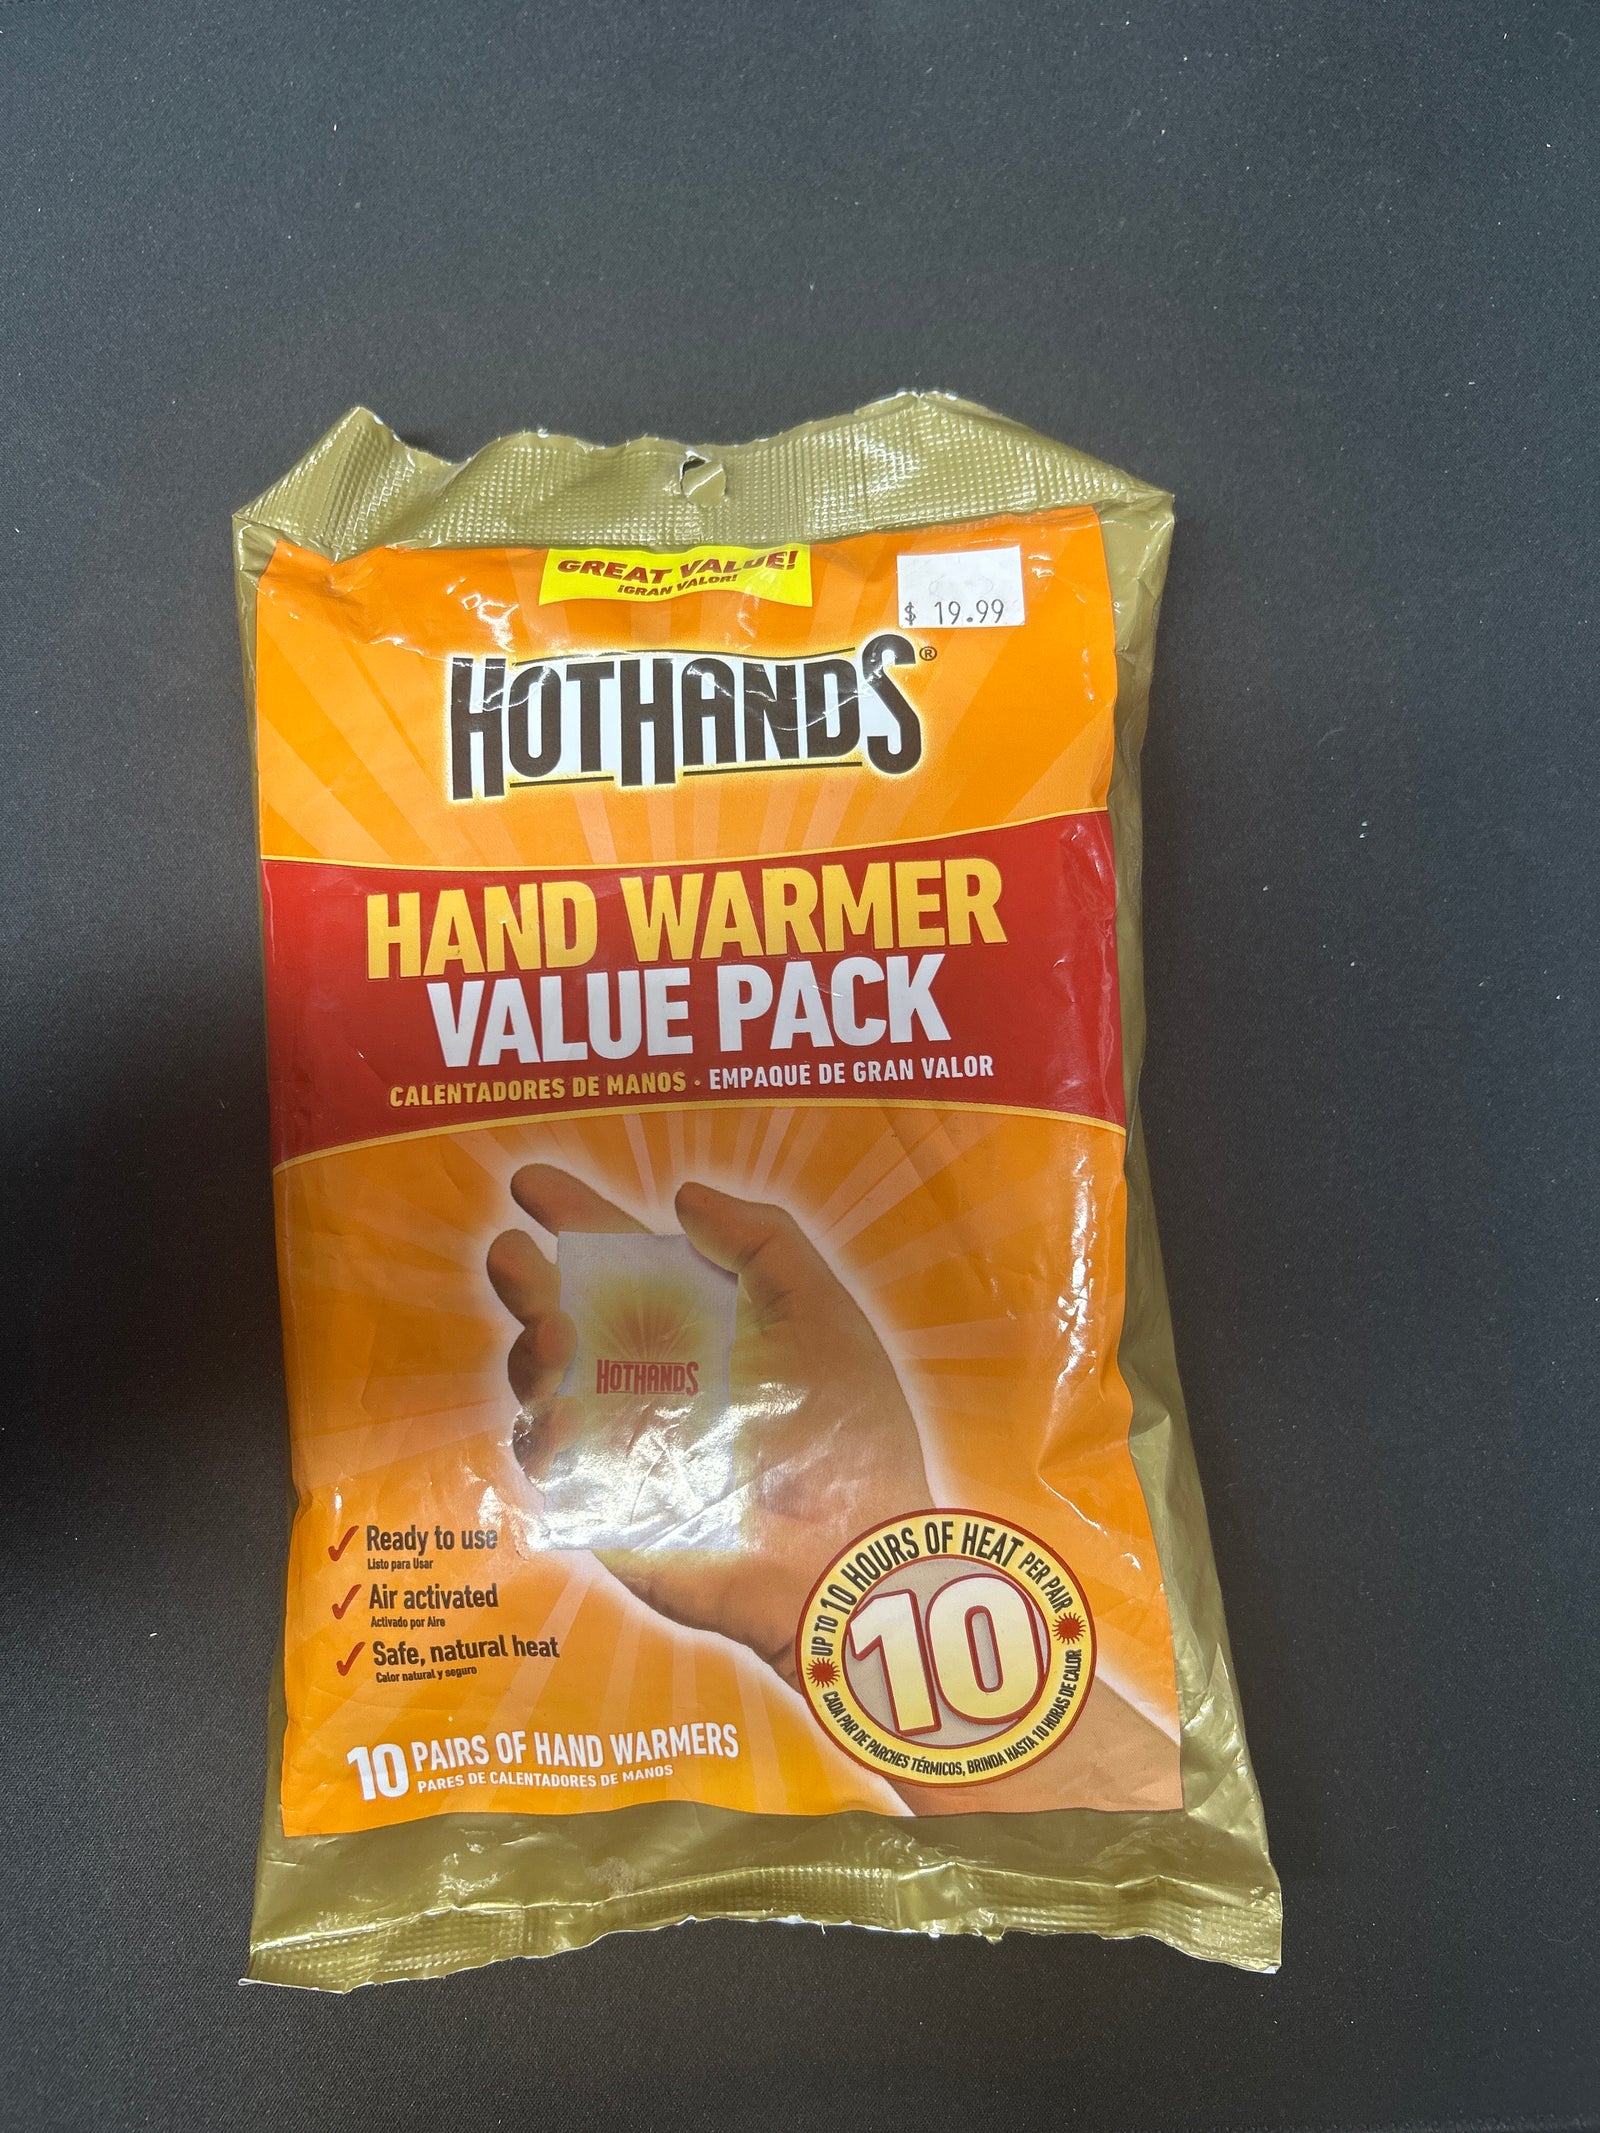 GREAT VALUE!
¡GRAN VALOR!
$ 19.99
HOTHANDS®
HAND WARMER
VALUE PACK
CALENTADORES DE MANOS • EMPAQUE DE GRAN VALOR
HOTHANDS
✓ Ready to use
Listo para Usar
✓ Air activated
Activado por Aire
✓ Safe, natural heat
Calor natural y seguro
10 PAIRS OF HAND WARMERS
PARES DE CALENTADORES DE MANOS
UP TO 10 HOURS OF HEAT PER PAIR
10
CADA PAR DE PARCHES TÉRMICOS, BRINDA HASTA 10 HORAS DE CALOR